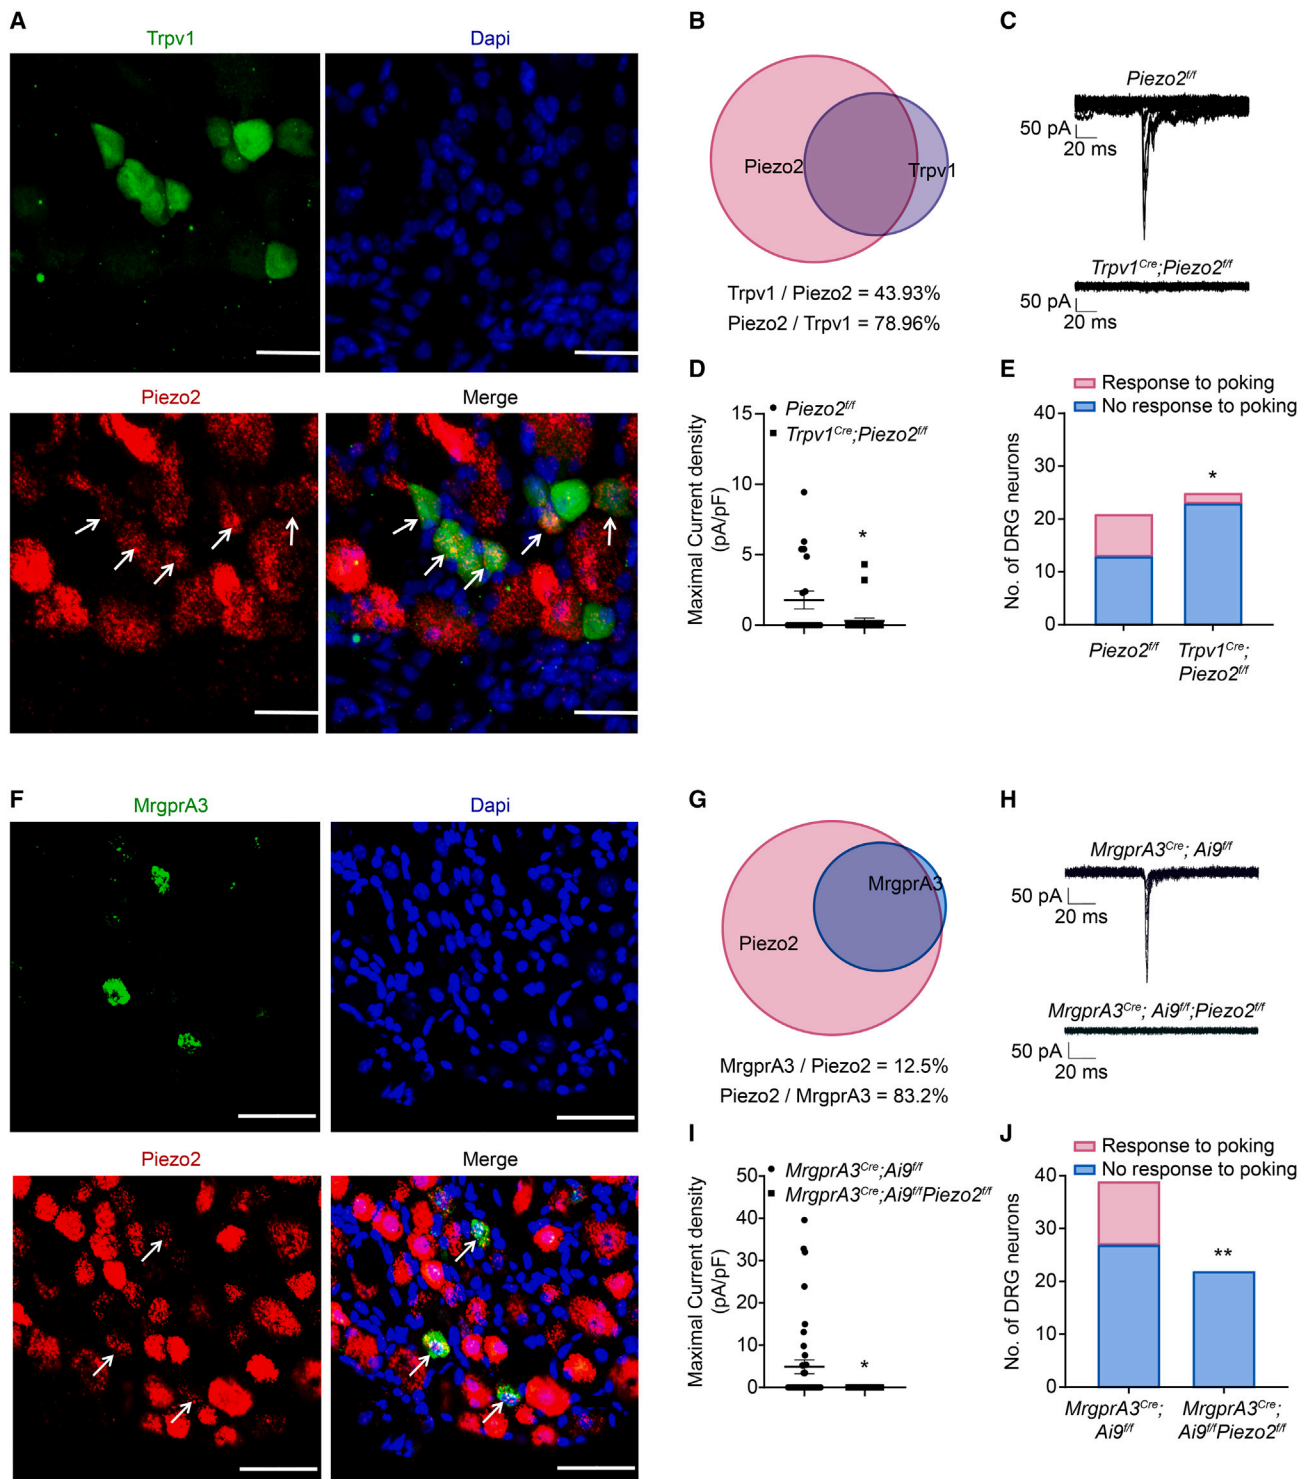 A
Trpv1
Dapi
Piezo2
Merge
B
Piezo2
Trpv1
Trpv1 / Piezo2 = 43.93%
Piezo2 / Trpv1 = 78.96%
C
Piezo2f/f
50 pA
20 ms
Trpv1Cre;Piezo2f/f
50 pA
20 ms
D
Piezo2f/f
Trpv1Cre;Piezo2f/f
Maximal Current density
(pA/pF)
15
10
5
0
*
E
Response to poking
No response to poking
No. of DRG neurons
40
30
20
10
0
*
Piezo2f/f
Trpv1Cre;
Piezo2f/f
F
MrgprA3
Dapi
Piezo2
Merge
G
MrgprA3
Piezo2
MrgprA3 / Piezo2 = 12.5%
Piezo2 / MrgprA3 = 83.2%
H
MrgprA3Cre; Ai9f/f
50 pA
20 ms
MrgprA3Cre; Ai9f/f;Piezo2f/f
50 pA
20 ms
I
MrgprA3Cre;Ai9f/f
MrgprA3Cre;Ai9f/fPiezo2f/f
Maximal Current density
(pA/pF)
50
40
30
20
10
0
*
J
Response to poking
No response to poking
No. of DRG neurons
40
30
20
10
0
**
MrgprA3Cre;
Ai9f/f
MrgprA3Cre;
Ai9f/fPiezo2f/f